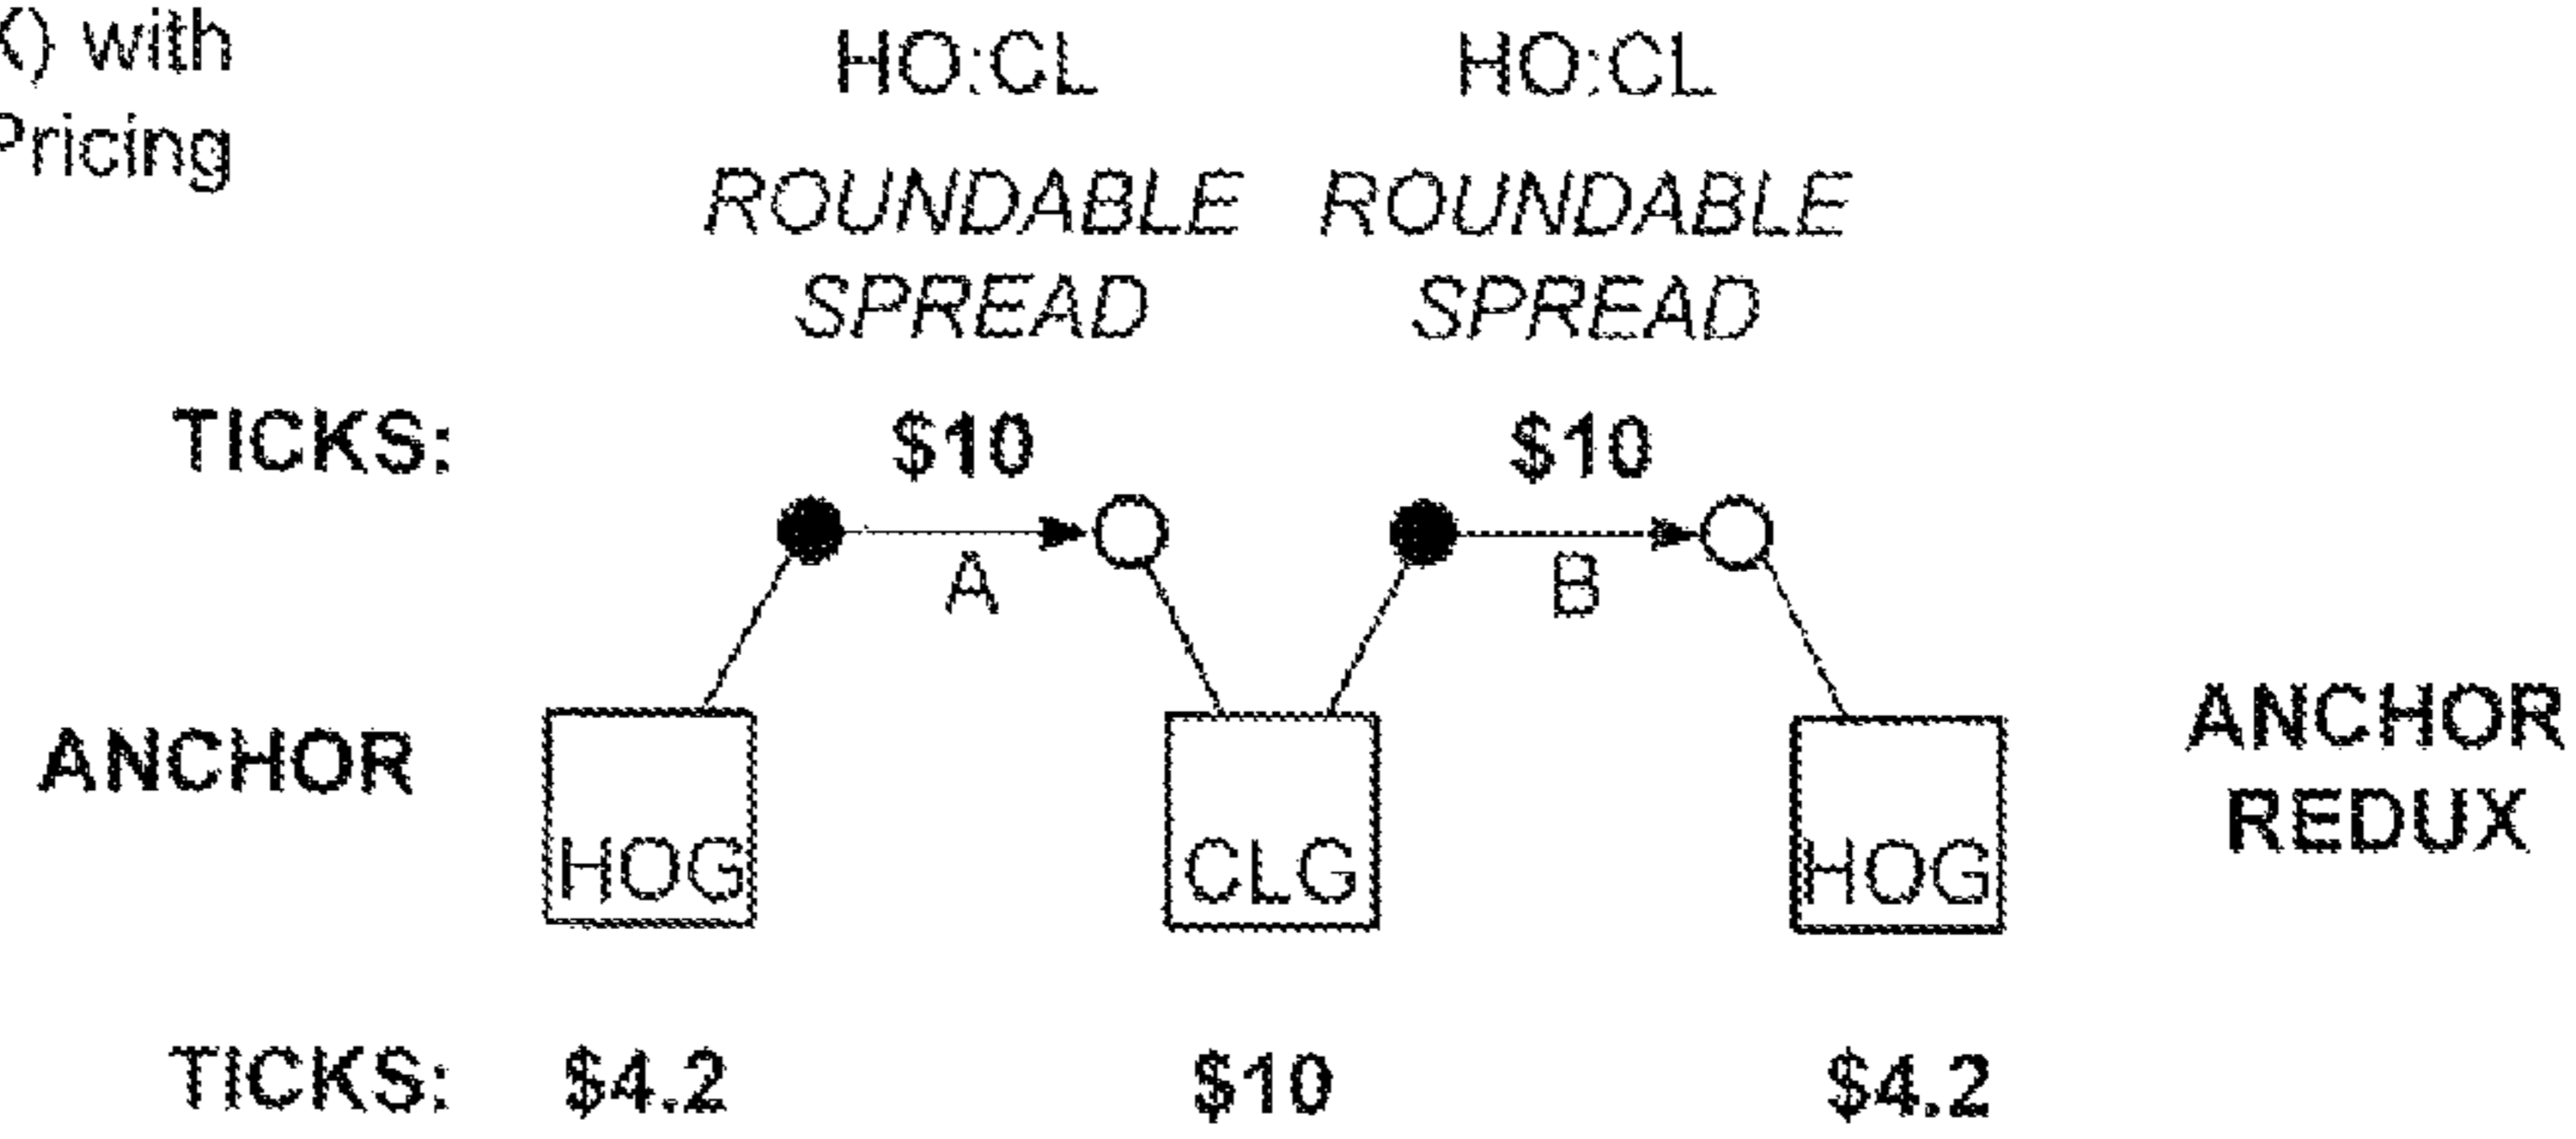 with
Pricing
HO:CL HO:CL
ROUNDABLE ROUNDABLE
SPREAD SPREAD
TICKS: $10 $10
A B
ANCHOR HOG CLG HOG ANCHOR
REDUX
TICKS: $4.2 $10 $4.2